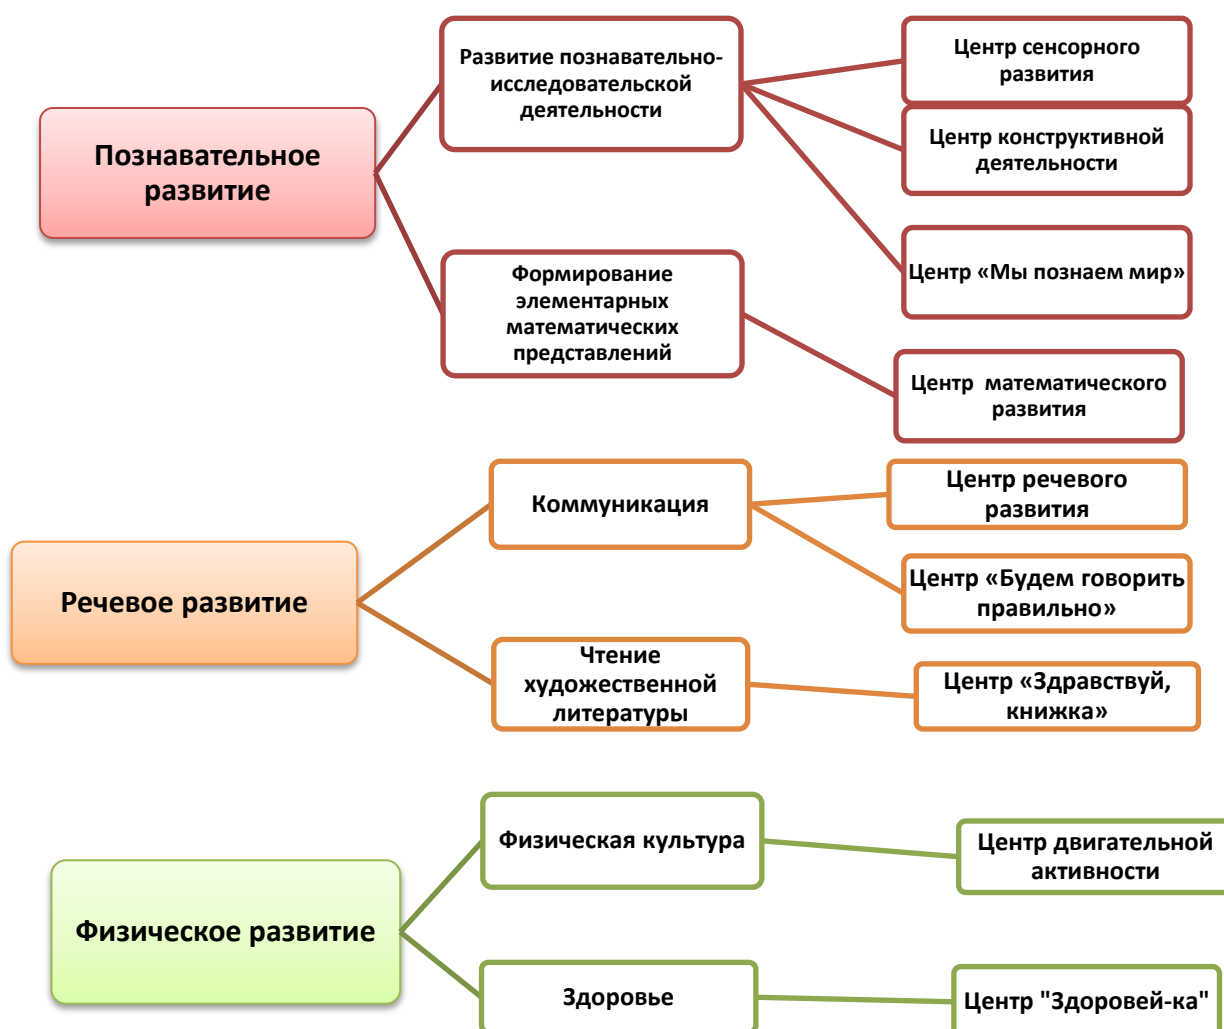 Познавательное
развитие
Развитие познавательно-
исследовательской
деятельности
Центр сенсорного
развития
Центр конструктивной
деятельности
Центр «Мы познаем мир»
Формирование
элементарных
математических
представлений
Центр  математического
развития
Речевое развитие
Коммуникация
Центр речевого
развития
Центр «Будем говорить
правильно»
Чтение
художественной
литературы
Центр «Здравствуй,
книжка»
Физическое развитие
Физическая культура
Центр двигательной
активности
Здоровье
Центр "Здоровей-ка"